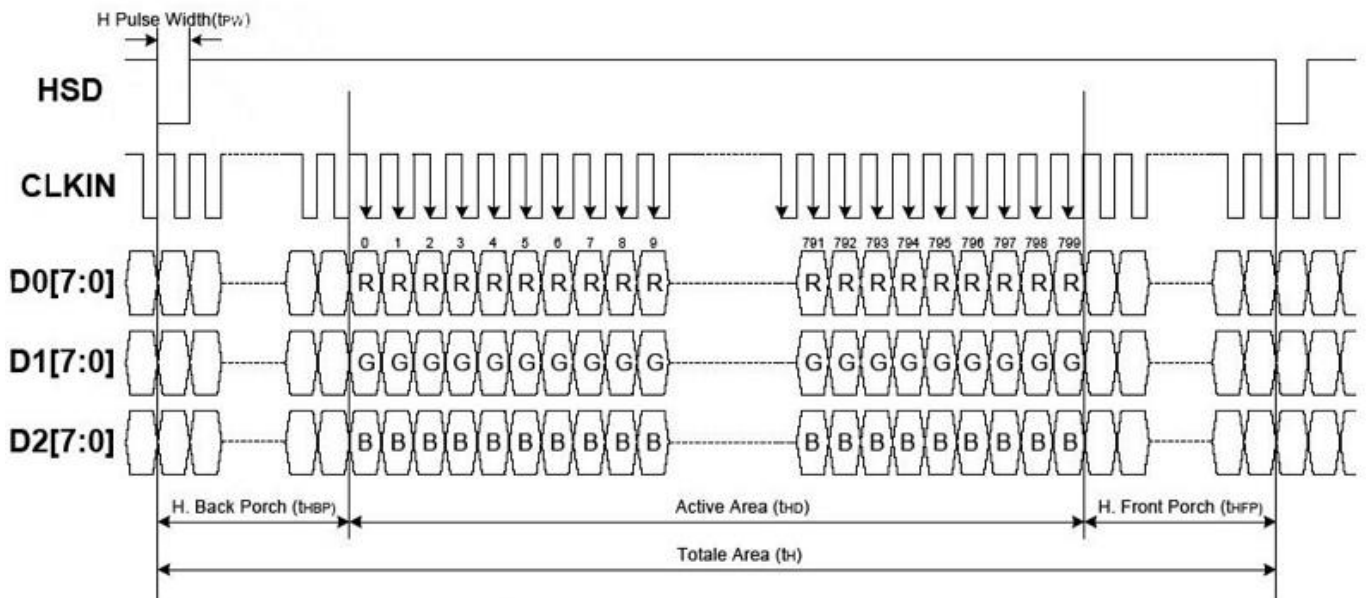 H Pulse Width(tPW)
HSD
CLKIN
0 1 2 3 4 5 6 7 8 9 791 792 793 794 795 796 797 798 799
D0[7:0] R R R R R R R R R R R R R R R R R R R
D1[7:0] G G G G G G G G G G G G G G G G G G G
D2[7:0] B B B B B B B B B B B B B B B B B B B
H. Back Porch (tHBP) Active Area (tHD) H. Front Porch (tHFP)
Totale Area (tH)